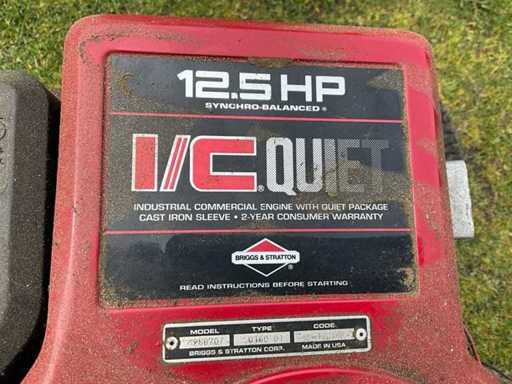 12.5 HP
SYNCHRO-BALANCED®
I/C® QUIET
INDUSTRIAL COMMERCIAL ENGINE WITH QUIET PACKAGE
CAST IRON SLEEVE • 2-YEAR CONSUMER WARRANTY
BRIGGS & STRATTON
®
READ INSTRUCTIONS BEFORE STARTING
MODEL TYPE CODE
BRIGGS & STRATTON CORP. MADE IN USA